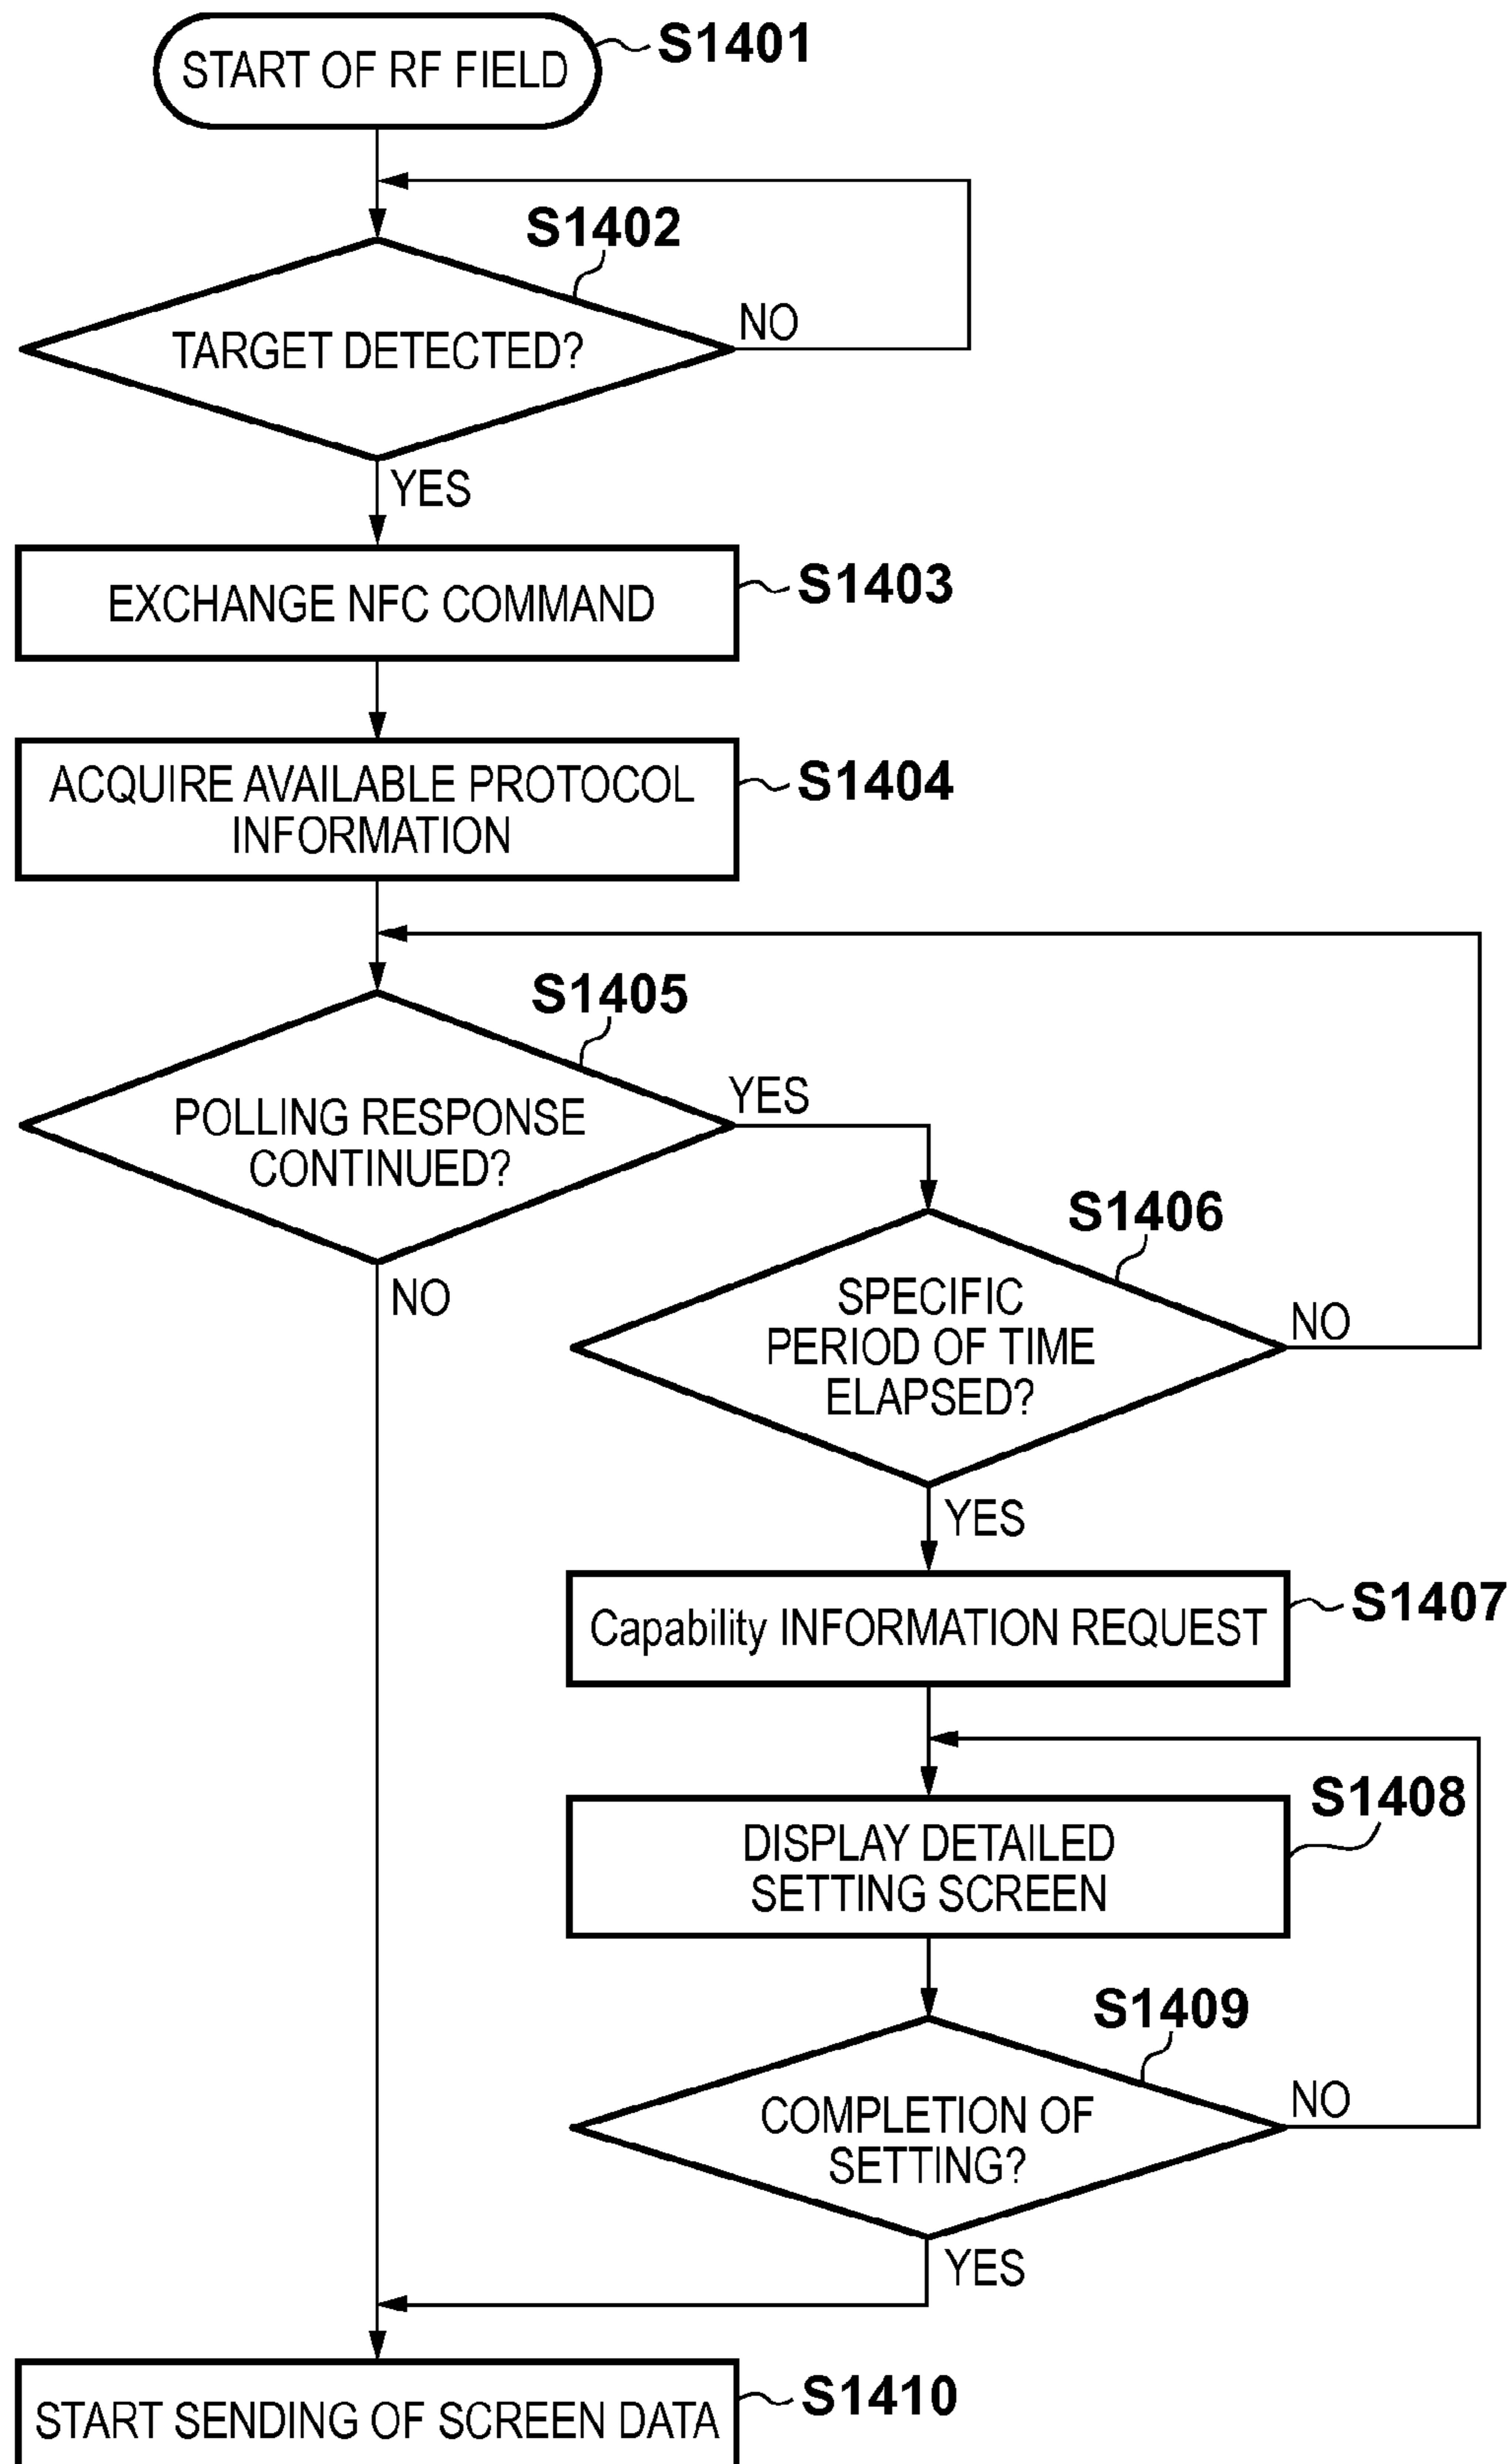 START OF RF FIELD
S1401
S1402
TARGET DETECTED?
NO
YES
EXCHANGE NFC COMMAND
S1403
ACQUIRE AVAILABLE PROTOCOL
INFORMATION
S1404
S1405
POLLING RESPONSE
CONTINUED?
YES
NO
S1406
SPECIFIC
PERIOD OF TIME
ELAPSED?
NO
YES
Capability INFORMATION REQUEST
S1407
DISPLAY DETAILED
SETTING SCREEN
S1408
S1409
COMPLETION OF
SETTING?
NO
YES
START SENDING OF SCREEN DATA
S1410